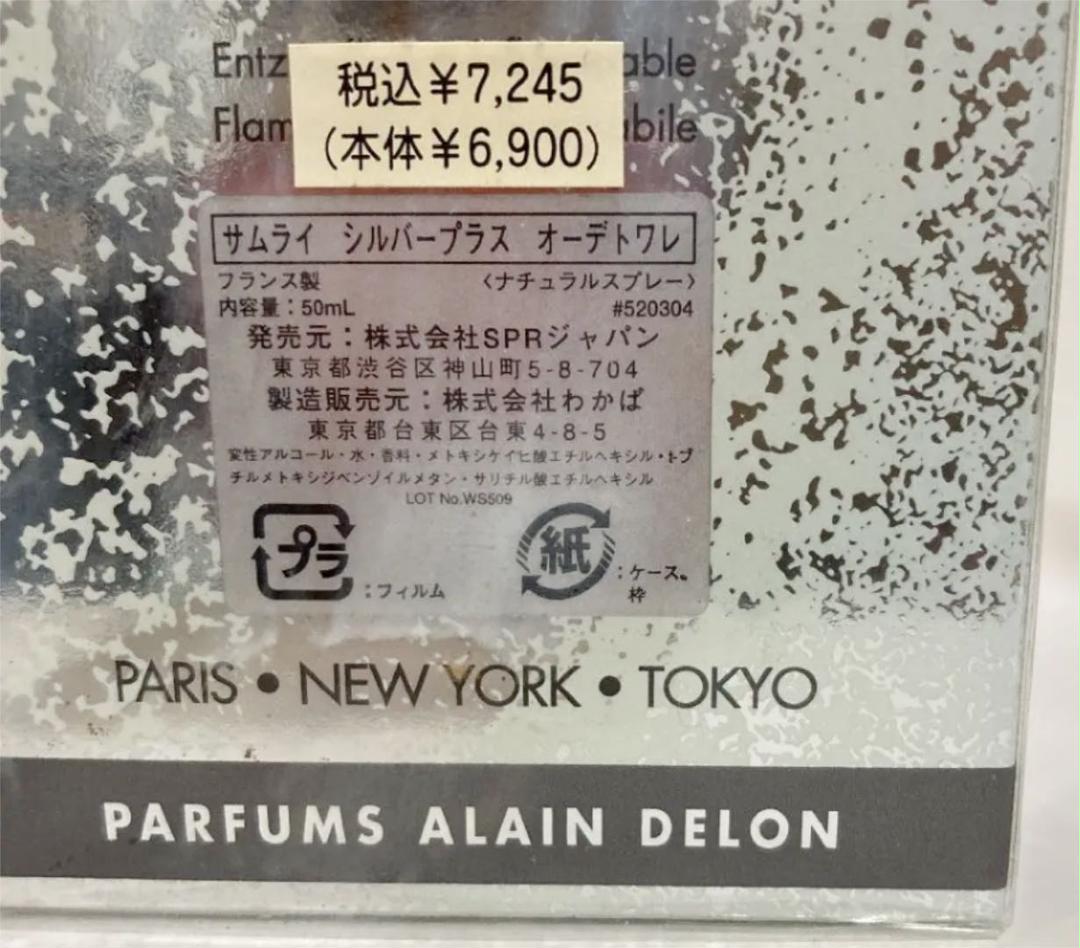 Entz
able
税込¥7,245
Flam
bile
(本体¥6,900)
サムライ シルバープラス オーデトワレ
フランス製 〈ナチュラルスプレー〉
内容量:50mL #520304
発売元:株式会社SPRジャパン
東京都渋谷区神山町5-8-704
製造販売元:株式会社わかば
東京都台東区台東4-8-5
変性アルコール・水・香料・メトキシケイヒ酸エチルヘキシル・t-ブ
チルメトキシジベンゾイルメタン・サリチル酸エチルヘキシル
LOT No.WS509
プラ :フィルム
紙 :ケース。
枠
PARIS • NEW YORK • TOKYO
PARFUMS ALAIN DELON